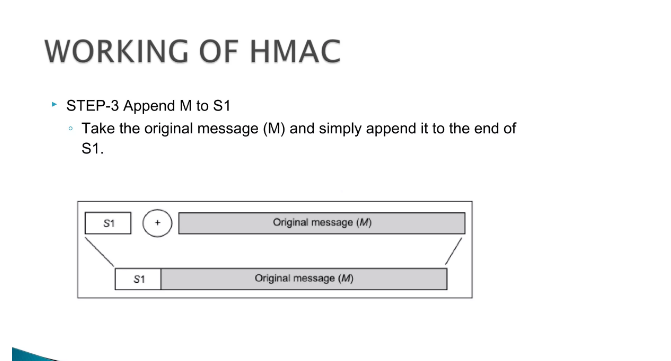 WORKING OF HMAC
STEP-3 Append M to S1
Take the original message (M) and simply append it to the end of
S1.
S1 + Original message (M)
S1 Original message (M)